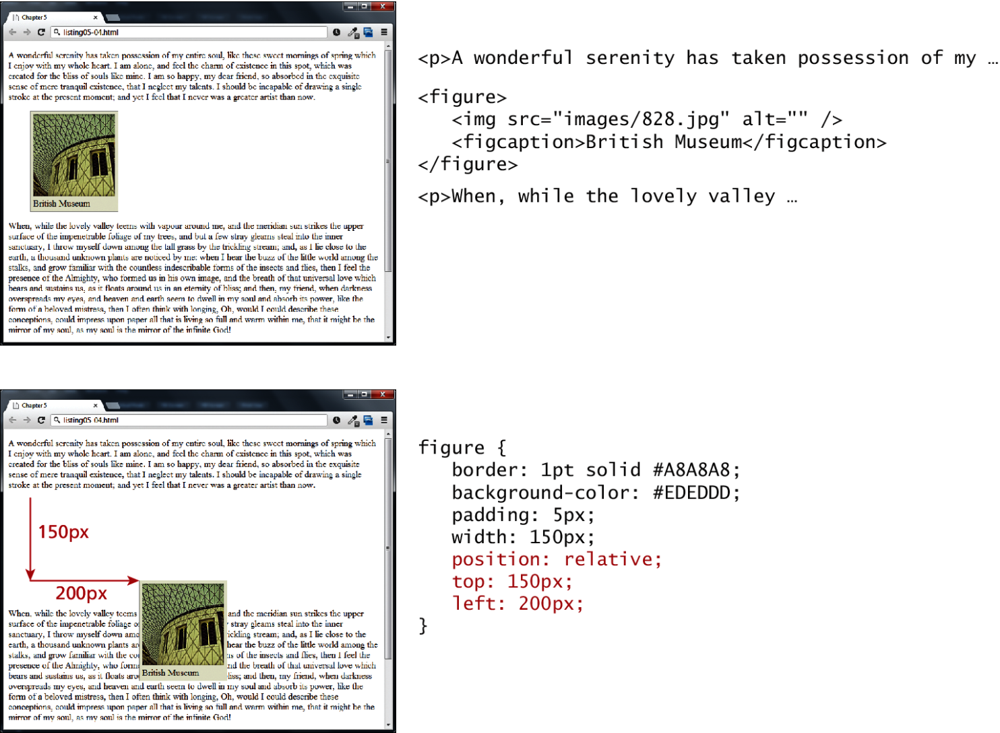 Chapter 5
listing05-04.html
A wonderful serenity has taken possession of my entire soul, like these sweet mornings of spring which
I enjoy with my whole heart. I am alone, and feel the charm of existence in this spot, which was
created for the bliss of souls like mine. I am so happy, my dear friend, so absorbed in the exquisite
sense of mere tranquil existence, that I neglect my talents. I should be incapable of drawing a single
stroke at the present moment; and yet I feel that I never was a greater artist than now.
British Museum
When, while the lovely valley teems with vapour around me, and the meridian sun strikes the upper
surface of the impenetrable foliage of my trees, and but a few stray gleams steal into the inner
sanctuary, I throw myself down among the tall grass by the trickling stream; and, as I lie close to the
earth, a thousand unknown plants are noticed by me: when I hear the buzz of the little world among the
stalks, and grow familiar with the countless indescribable forms of the insects and flies, then I feel the
presence of the Almighty, who formed us in his own image, and the breath of that universal love which
bears and sustains us, as it floats around us in an eternity of bliss; and then, my friend, when darkness
overspreads my eyes, and heaven and earth seem to dwell in my soul and absorb its power, like the
form of a beloved mistress, then I often think with longing, Oh, would I could describe these
conceptions, could impress upon paper all that is living so full and warm within me, that it might be the
mirror of my soul, as my soul is the mirror of the infinite God!
<p>A wonderful serenity has taken possession of my …
<figure>
<img src="images/828.jpg" alt="" />
<figcaption>British Museum</figcaption>
</figure>
<p>When, while the lovely valley …
Chapter 5
listing05-04.html
A wonderful serenity has taken possession of my entire soul, like these sweet mornings of spring which
I enjoy with my whole heart. I am alone, and feel the charm of existence in this spot, which was
created for the bliss of souls like mine. I am so happy, my dear friend, so absorbed in the exquisite
sense of mere tranquil existence, that I neglect my talents. I should be incapable of drawing a single
stroke at the present moment; and yet I feel that I never was a greater artist than now.
150px
200px
When, while the lovely valley teems and the meridian sun strikes the upper
surface of the impenetrable foliage of stray gleams steal into the inner
sanctuary, I throw myself down stream; and, as I lie close to the
earth, a thousand unknown plants hear the buzz of the little world among the
stalks, and grow familiar with the of the insects and flies, then I feel the
presence of the Almighty, who and the breath of that universal love which
bears and sustains us, as it floats and then, my friend, when darkness
British Museum
overspreads my eyes, and heaven and earth seem to dwell in my soul and absorb its power, like the
form of a beloved mistress, then I often think with longing, Oh, would I could describe these
conceptions, could impress upon paper all that is living so full and warm within me, that it might be the
mirror of my soul, as my soul is the mirror of the infinite God!
figure {
border: 1pt solid #A8A8A8;
background-color: #EDEDDD;
padding: 5px;
width: 150px;
position: relative;
top: 150px;
left: 200px;
}